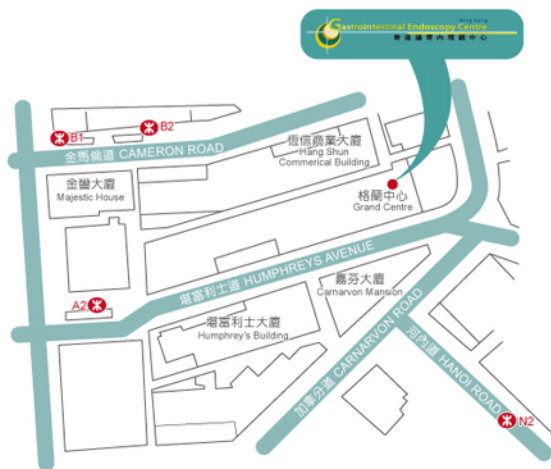 Hong Kong
Gastrointestinal Endoscopy Centre
香港腸胃內視鏡中心
B1
B2
金馬倫道 CAMERON ROAD
恆信商業大廈
Hang Shun
Commerical Building
金鑾大廈
Majestic House
格蘭中心
Grand Centre
堪富利士道 HUMPHREYS AVENUE
嘉芬大廈
Carnarvon Mansion
A2
堪富利士大廈
Humphrey's Building
加拿分道 CARNARVON ROAD
河內道 HANOI ROAD
N2